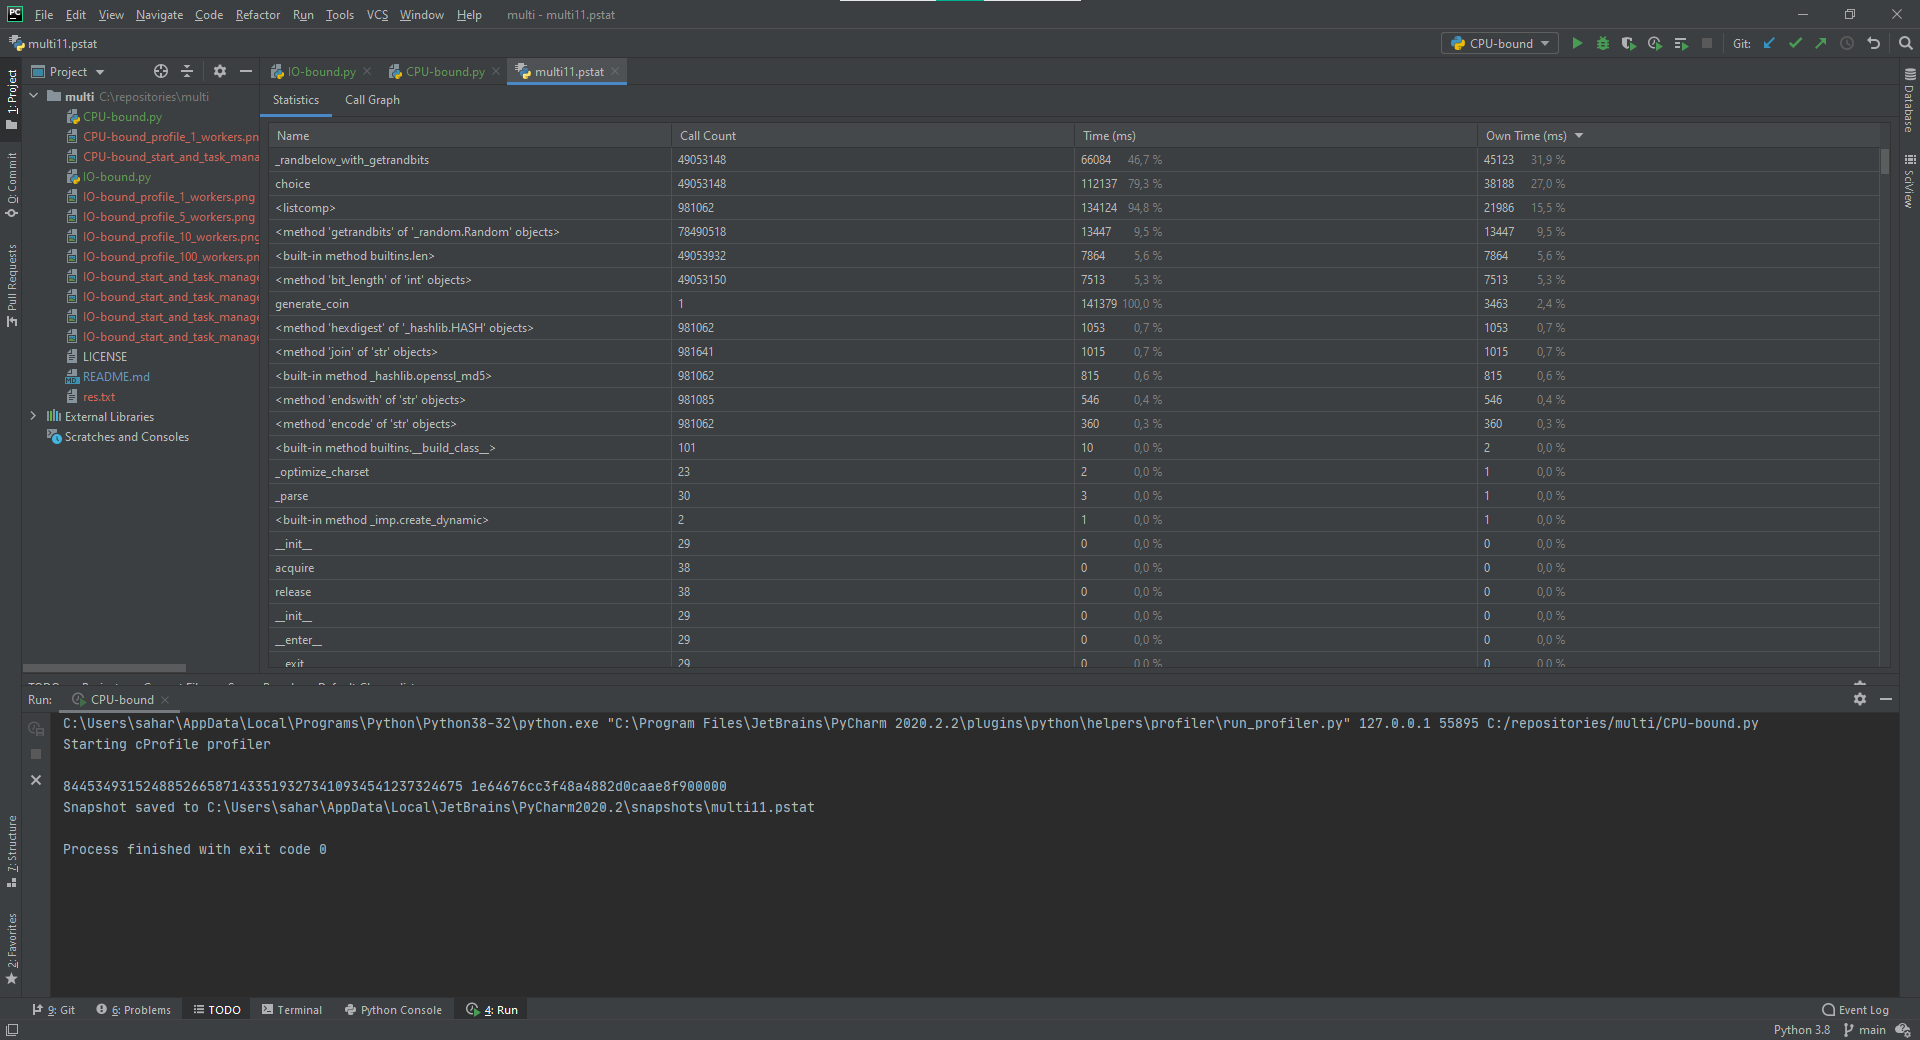 PC File Edit View Navigate Code Refactor Run Tools VCS Window Help multi - multi11.pstat
multi11.pstat CPU-bound Git:
1: Project
0: Commit
Pull Requests
7: Structure
2: Favorites
Project
multi C:\repositories\multi
CPU-bound.py
CPU-bound_profile_1_workers.pn
CPU-bound_start_and_task_mana
IO-bound.py
IO-bound_profile_1_workers.png
IO-bound_profile_5_workers.png
IO-bound_profile_10_workers.png
IO-bound_profile_100_workers.pn
IO-bound_start_and_task_manage
IO-bound_start_and_task_manage
IO-bound_start_and_task_manage
IO-bound_start_and_task_manage
LICENSE
README.md
res.txt
External Libraries
Scratches and Consoles
IO-bound.py CPU-bound.py multi11.pstat
Statistics Call Graph
Name Call Count Time (ms) Own Time (ms)
_randbelow_with_getrandbits 49053148 66084 46,7 % 45123 31,9 %
choice 49053148 112137 79,3 % 38188 27,0 %
<listcomp> 981062 134124 94,8 % 21986 15,5 %
<method 'getrandbits' of '_random.Random' objects> 78490518 13447 9,5 % 13447 9,5 %
<built-in method builtins.len> 49053932 7864 5,6 % 7864 5,6 %
<method 'bit_length' of 'int' objects> 49053150 7513 5,3 % 7513 5,3 %
generate_coin 1 141379 100,0 % 3463 2,4 %
<method 'hexdigest' of '_hashlib.HASH' objects> 981062 1053 0,7 % 1053 0,7 %
<method 'join' of 'str' objects> 981641 1015 0,7 % 1015 0,7 %
<built-in method _hashlib.openssl_md5> 981062 815 0,6 % 815 0,6 %
<method 'endswith' of 'str' objects> 981085 546 0,4 % 546 0,4 %
<method 'encode' of 'str' objects> 981062 360 0,3 % 360 0,3 %
<built-in method builtins.__build_class__> 101 10 0,0 % 2 0,0 %
_optimize_charset 23 2 0,0 % 1 0,0 %
_parse 30 3 0,0 % 1 0,0 %
<built-in method _imp.create_dynamic> 2 1 0,0 % 1 0,0 %
__init__ 29 0 0,0 % 0 0,0 %
acquire 38 0 0,0 % 0 0,0 %
release 38 0 0,0 % 0 0,0 %
__init__ 29 0 0,0 % 0 0,0 %
__enter__ 29 0 0,0 % 0 0,0 %
exit 29 0 0,0 % 0 0,0 %
Database
SciView
Run: CPU-bound
C:\Users\sahar\AppData\Local\Programs\Python\Python38-32\python.exe "C:\Program Files\JetBrains\PyCharm 2020.2.2\plugins\python\helpers\profiler\run_profiler.py" 127.0.0.1 55895 C:/repositories/multi/CPU-bound.py
Starting cProfile profiler
84453493152488526658714335193273410934541237324675 1e64676cc3f48a4882d0caae8f900000
Snapshot saved to C:\Users\sahar\AppData\Local\JetBrains\PyCharm2020.2\snapshots\multi11.pstat
Process finished with exit code 0
9: Git 6: Problems TODO Terminal Python Console 4: Run Event Log
Python 3.8 main